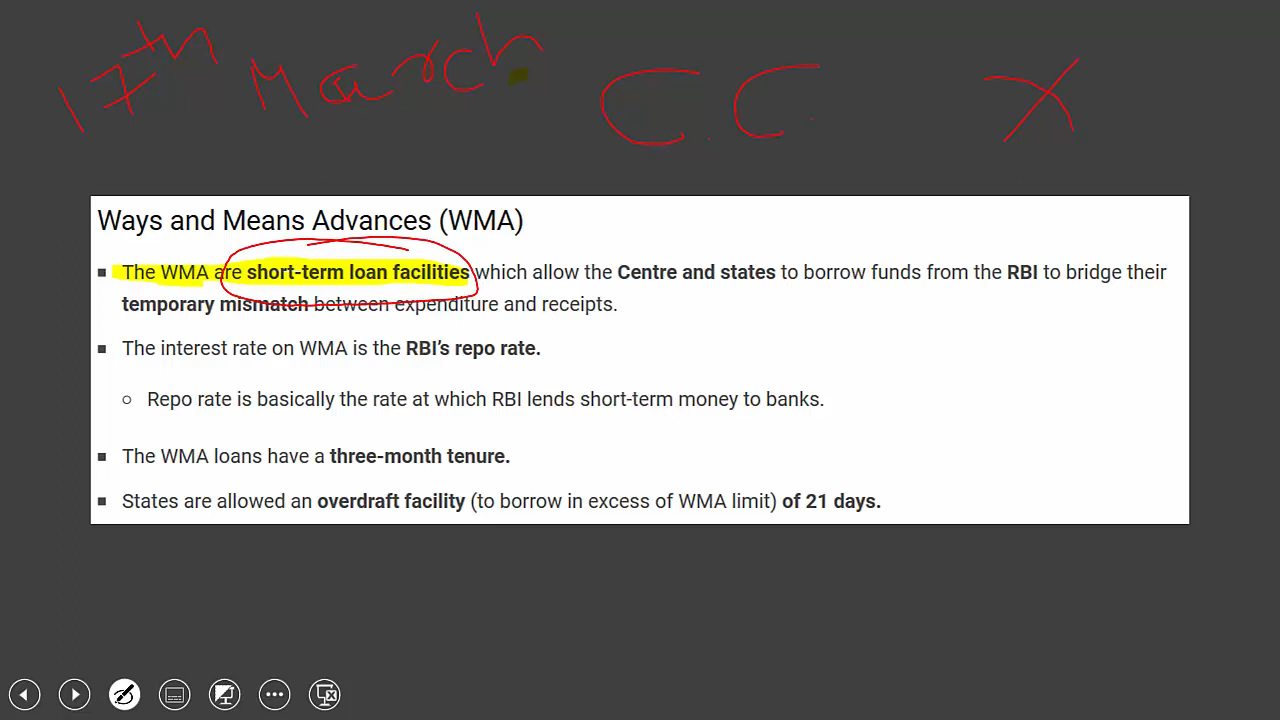 17th March C.C. X
Ways and Means Advances (WMA)
▪ The WMA are short-term loan facilities which allow the Centre and states to borrow funds from the RBI to bridge their
temporary mismatch between expenditure and receipts.
▪ The interest rate on WMA is the RBI's repo rate.
○ Repo rate is basically the rate at which RBI lends short-term money to banks.
▪ The WMA loans have a three-month tenure.
▪ States are allowed an overdraft facility (to borrow in excess of WMA limit) of 21 days.